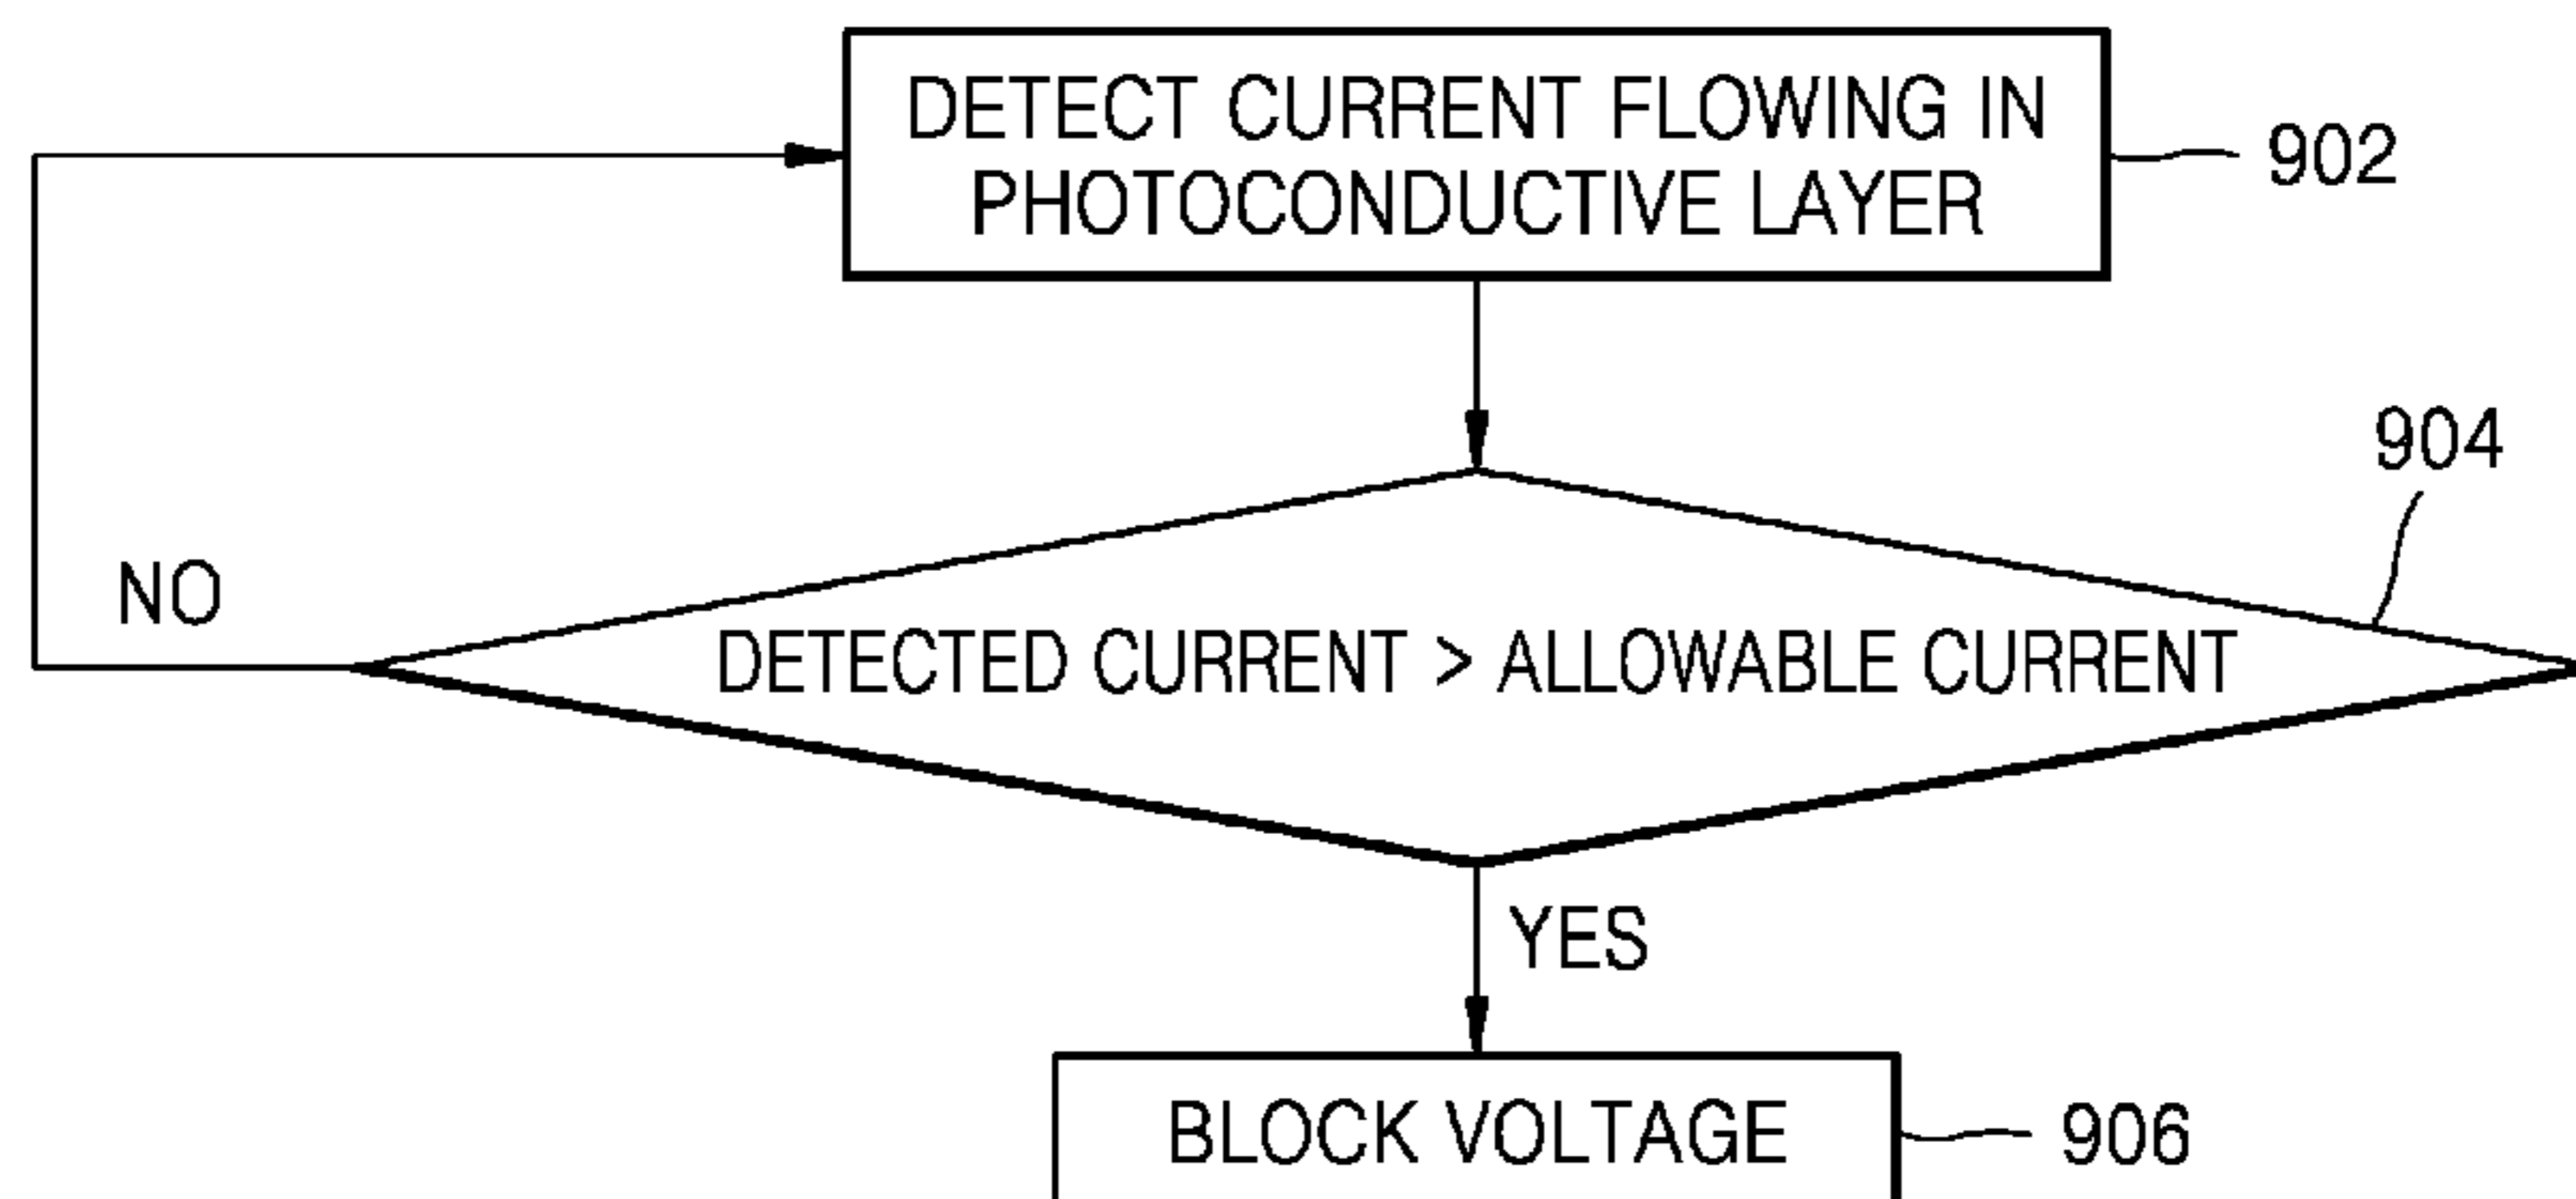 DETECT CURRENT FLOWING IN
PHOTOCONDUCTIVE LAYER
902
904
NO
DETECTED CURRENT > ALLOWABLE CURRENT
YES
BLOCK VOLTAGE
906